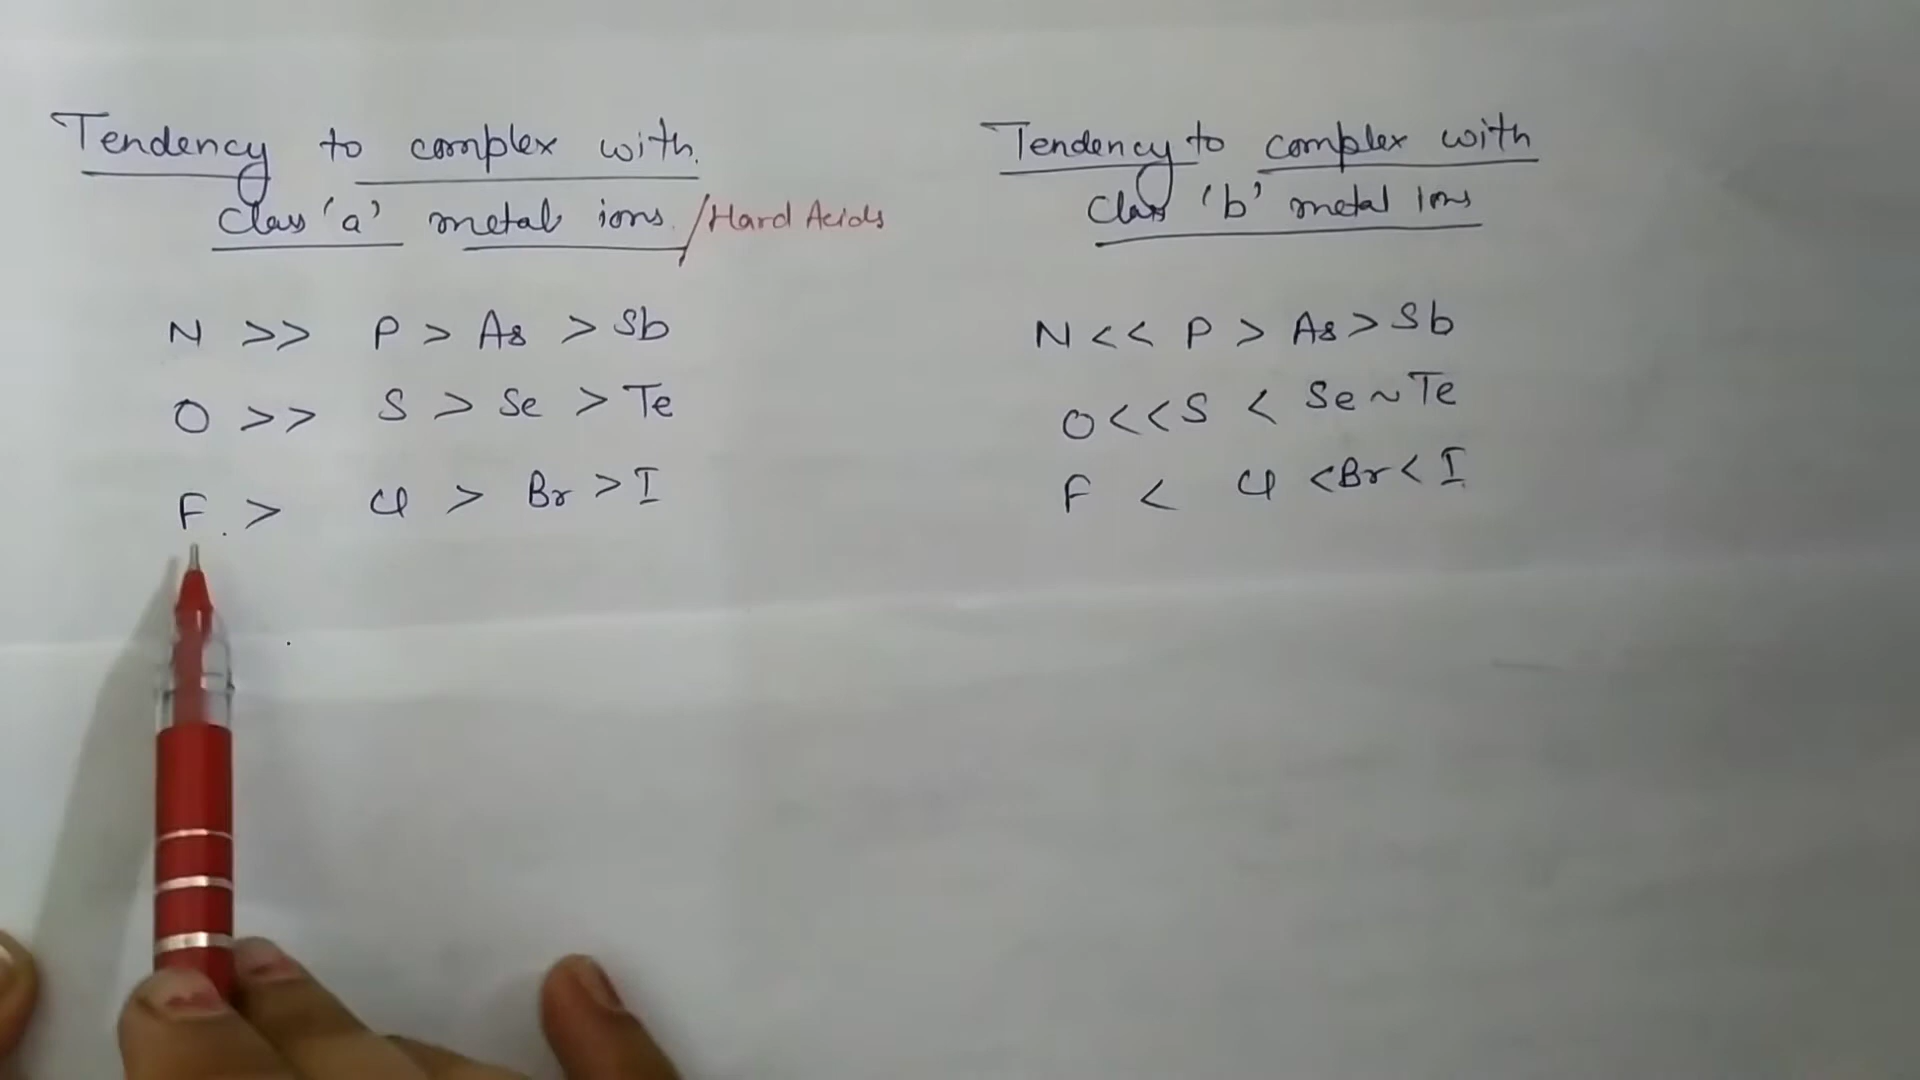 Tendency to complex with
Class 'a' metal ions. /Hard Acids
N >> P > As > Sb
O >> S > Se > Te
F > Cl > Br > I
Tendency to complex with
Class 'b' metal Ions
N << P > As > Sb
O << S < Se ~ Te
F < Cl < Br < I